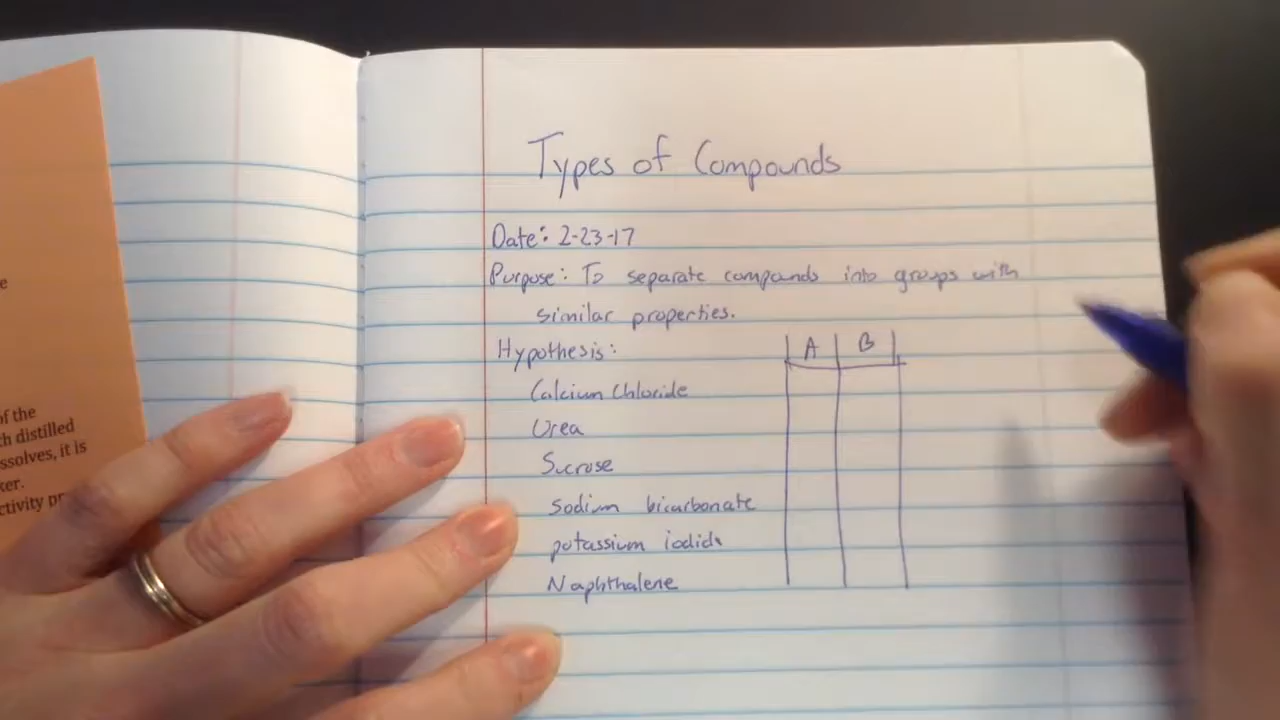 e
of the
th distilled
ssolves, it is
ker.
ctivity pr
Types of Compounds
Date: 2-23-17
Purpose: To separate compounds into groups with
similar properties.
Hypothesis: A B
Calcium Chloride
Urea
Sucrose
sodium bicarbonate
potassium iodide
Naphthalene